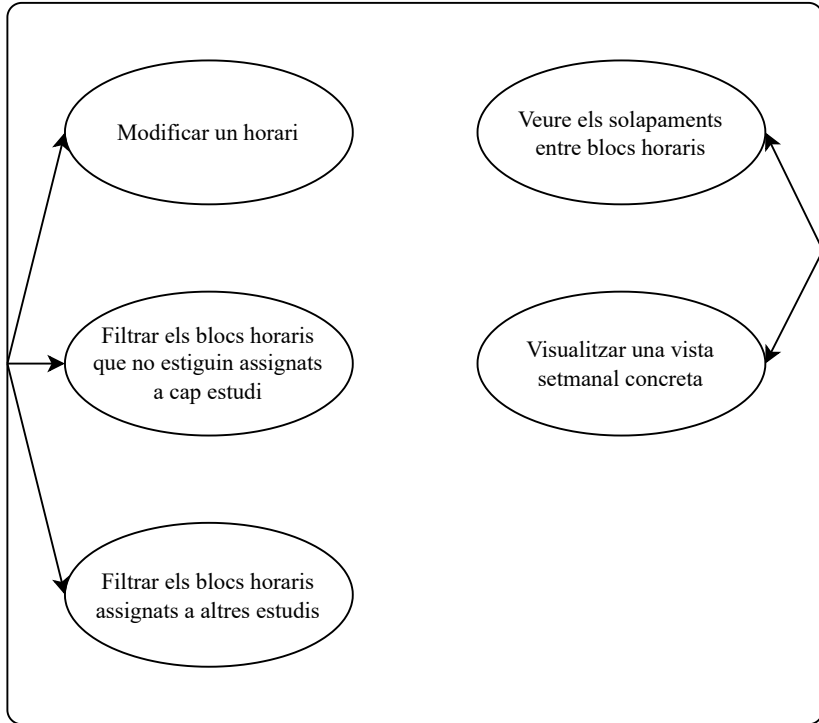 Modificar un horari
Veure els solapaments
entre blocs horaris
Filtrar els blocs horaris
que no estiguin assignats
a cap estudi
Visualitzar una vista
setmanal concreta
Filtrar els blocs horaris
assignats a altres estudis